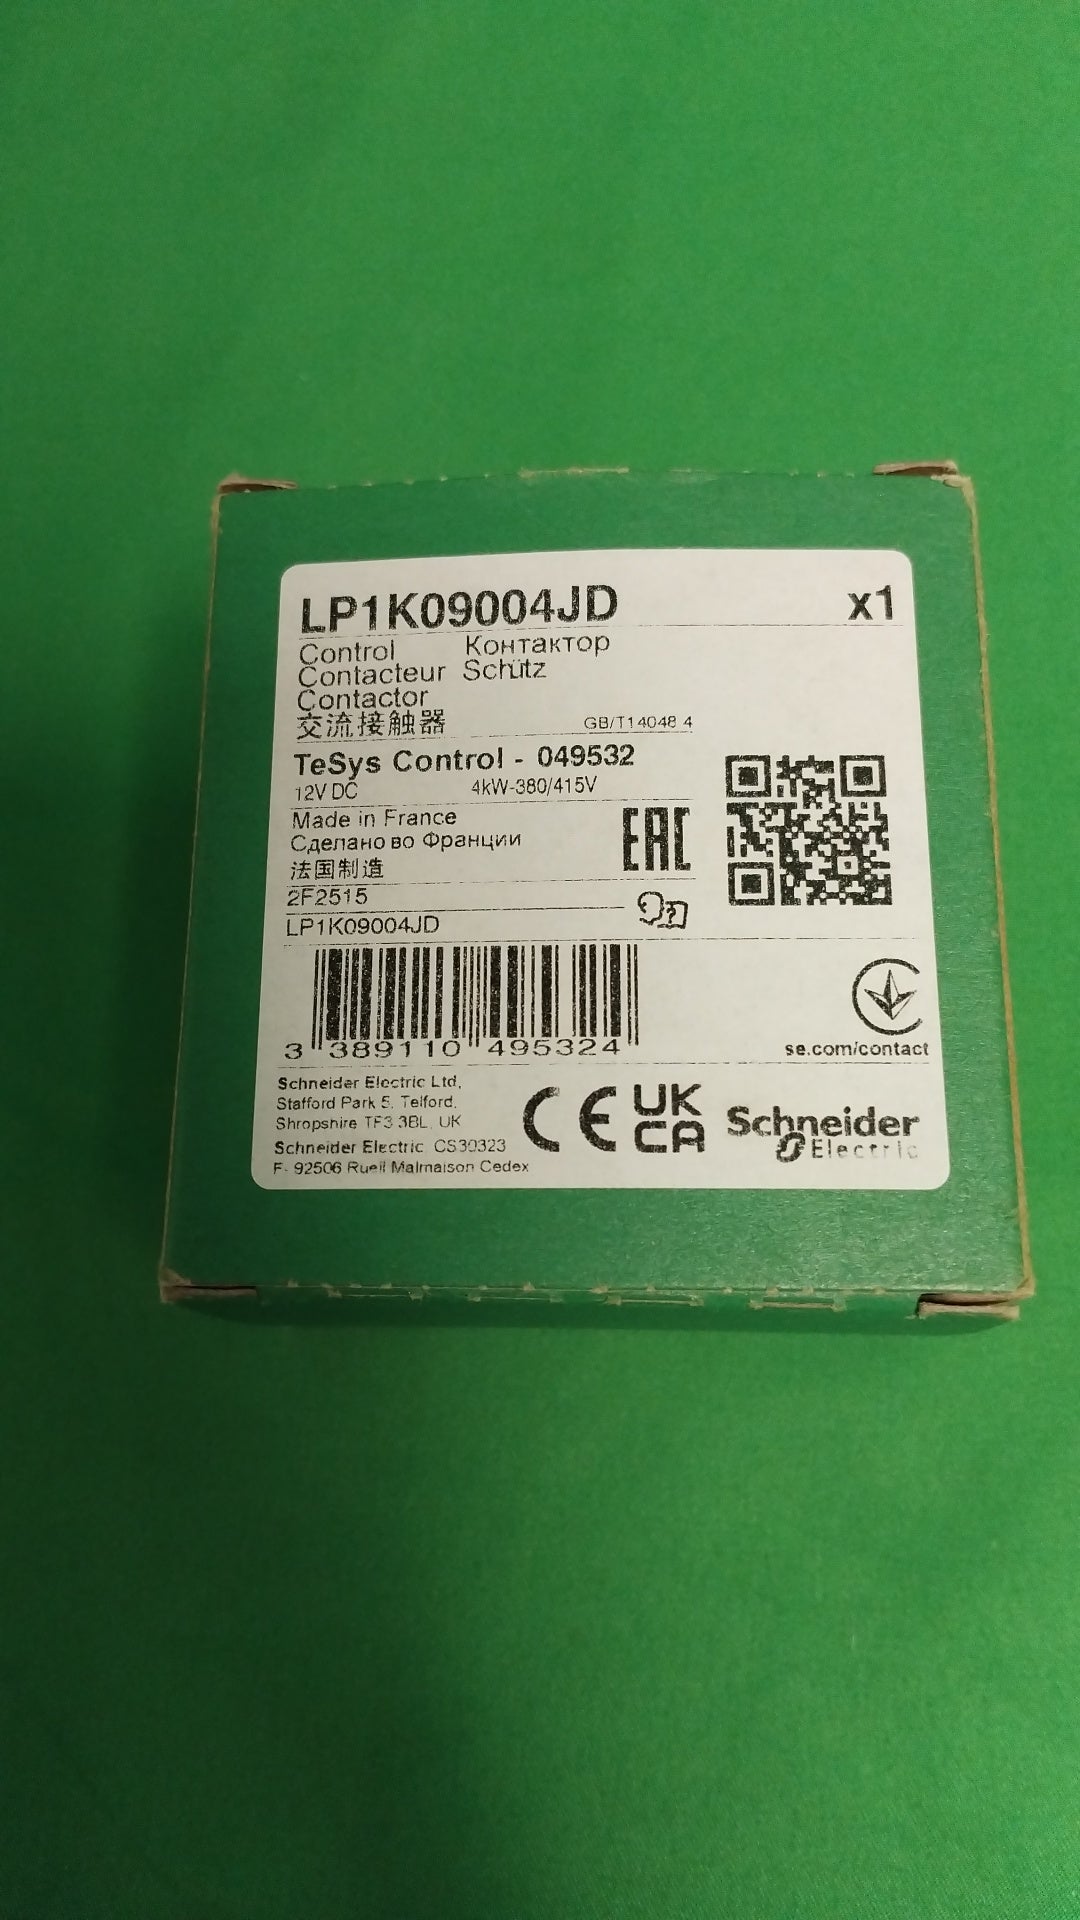 LP1K09004JD x1
Control Контактор
Contacteur Schütz
Contactor
交流接触器 GB/T14048.4
TeSys Control - 049532
12V DC 4kW-380/415V
Made in France
Сделано во Франции
法国制造
EAC
2F2515
LP1K09004JD
3 389110 495324
se.com/contact
Schneider Electric Ltd,
Stafford Park 5, Telford,
Shropshire TF3 3BL, UK
Schneider Electric CS30323
F- 92506 Rueil Malmaison Cedex
CE
UK
CA
Schneider
Electric